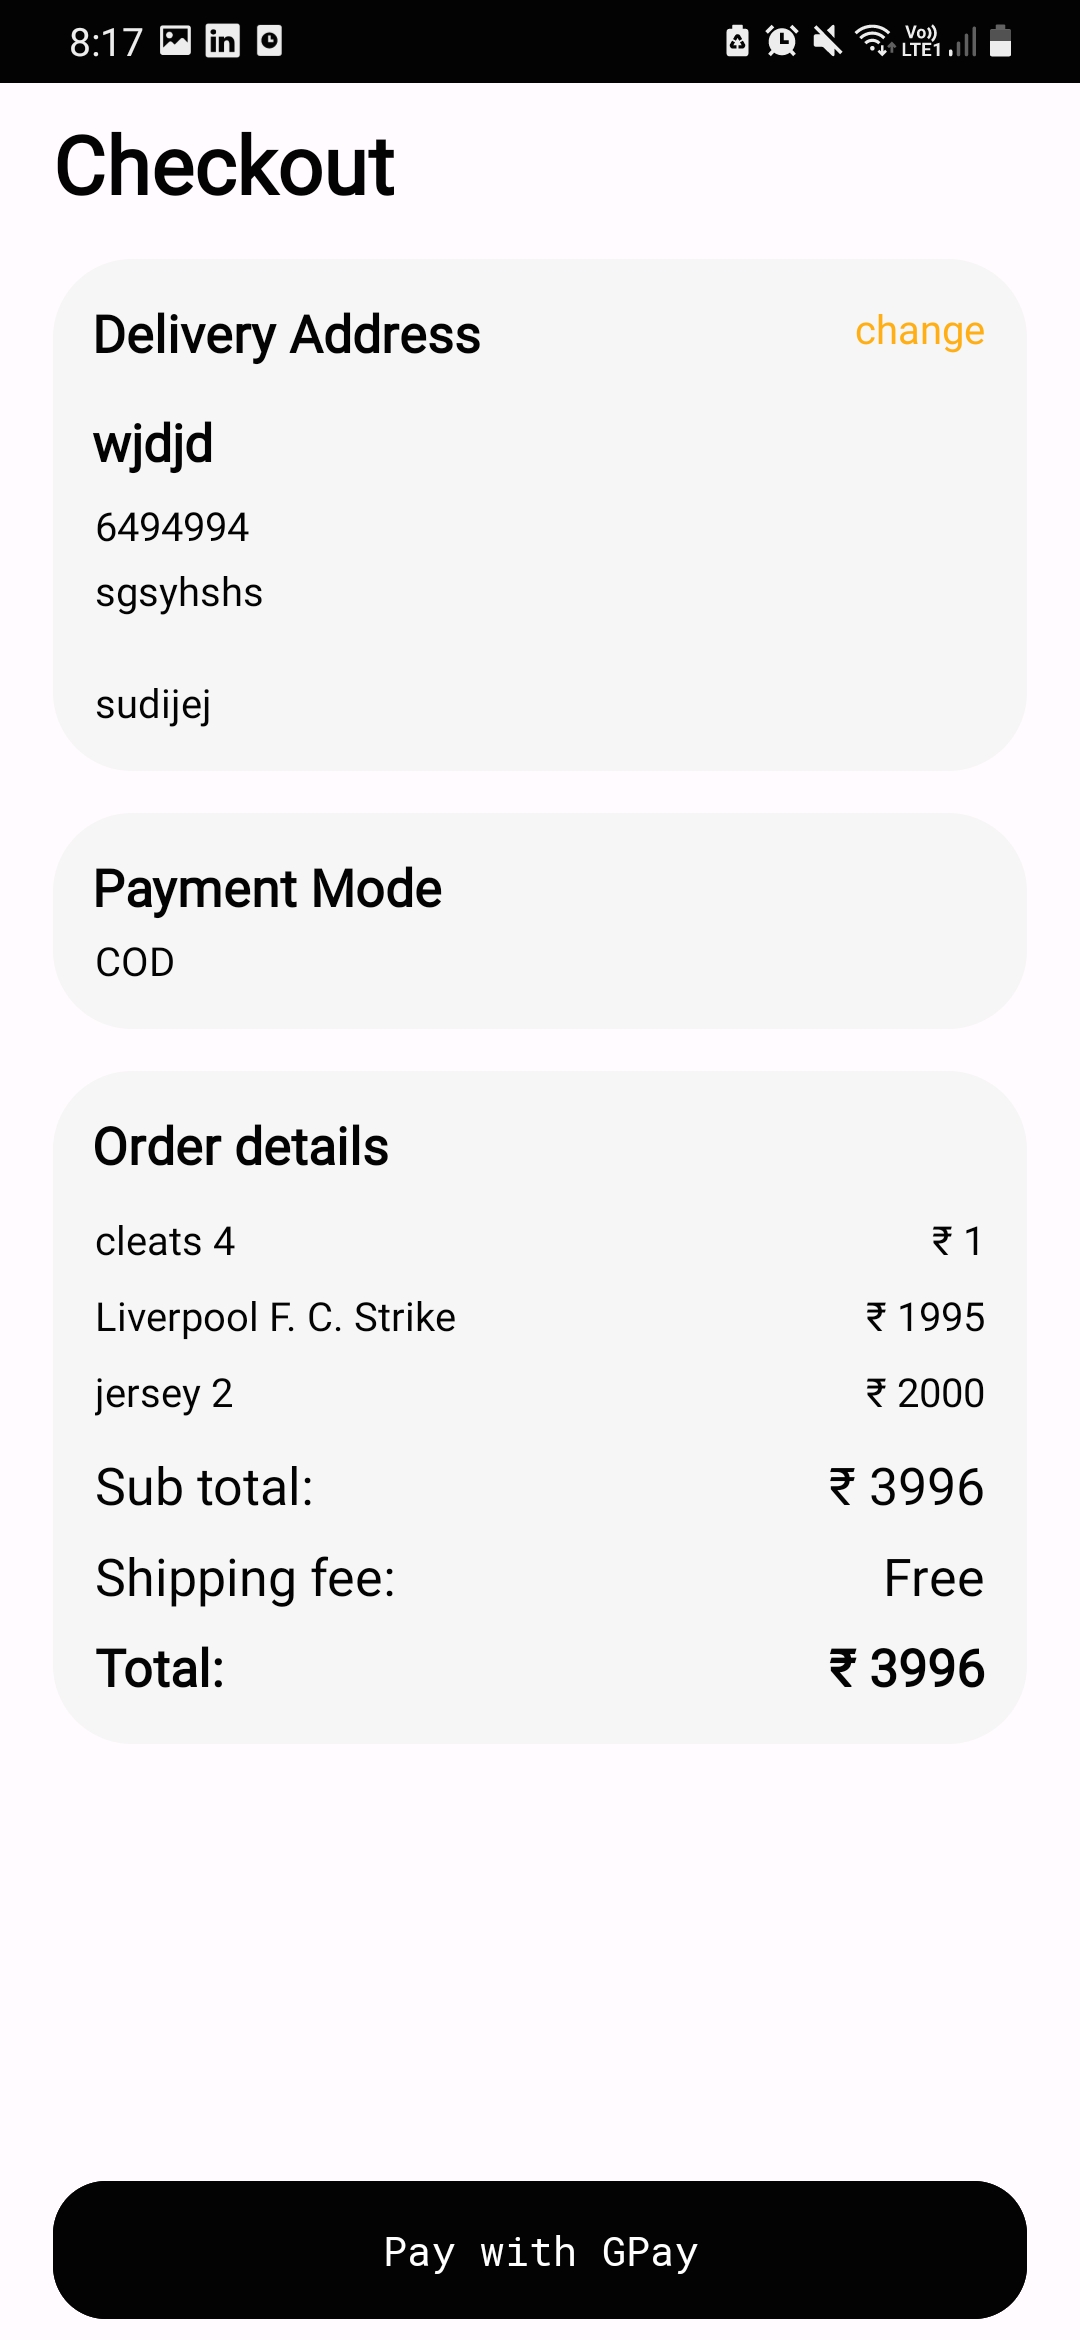 8:17 in Vo)) LTE1
Checkout
Delivery Address change
wjdjd
6494994
sgsyhshs
sudijej
Payment Mode
COD
Order details
cleats 4 ₹ 1
Liverpool F. C. Strike ₹ 1995
jersey 2 ₹ 2000
Sub total: ₹ 3996
Shipping fee: Free
Total: ₹ 3996
Pay with GPay